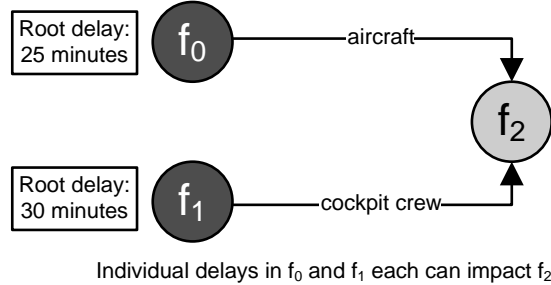 Root delay:
25 minutes
f₀
aircraft
f₂
Root delay:
30 minutes
f₁
cockpit crew
Individual delays in f₀ and f₁ each can impact f₂